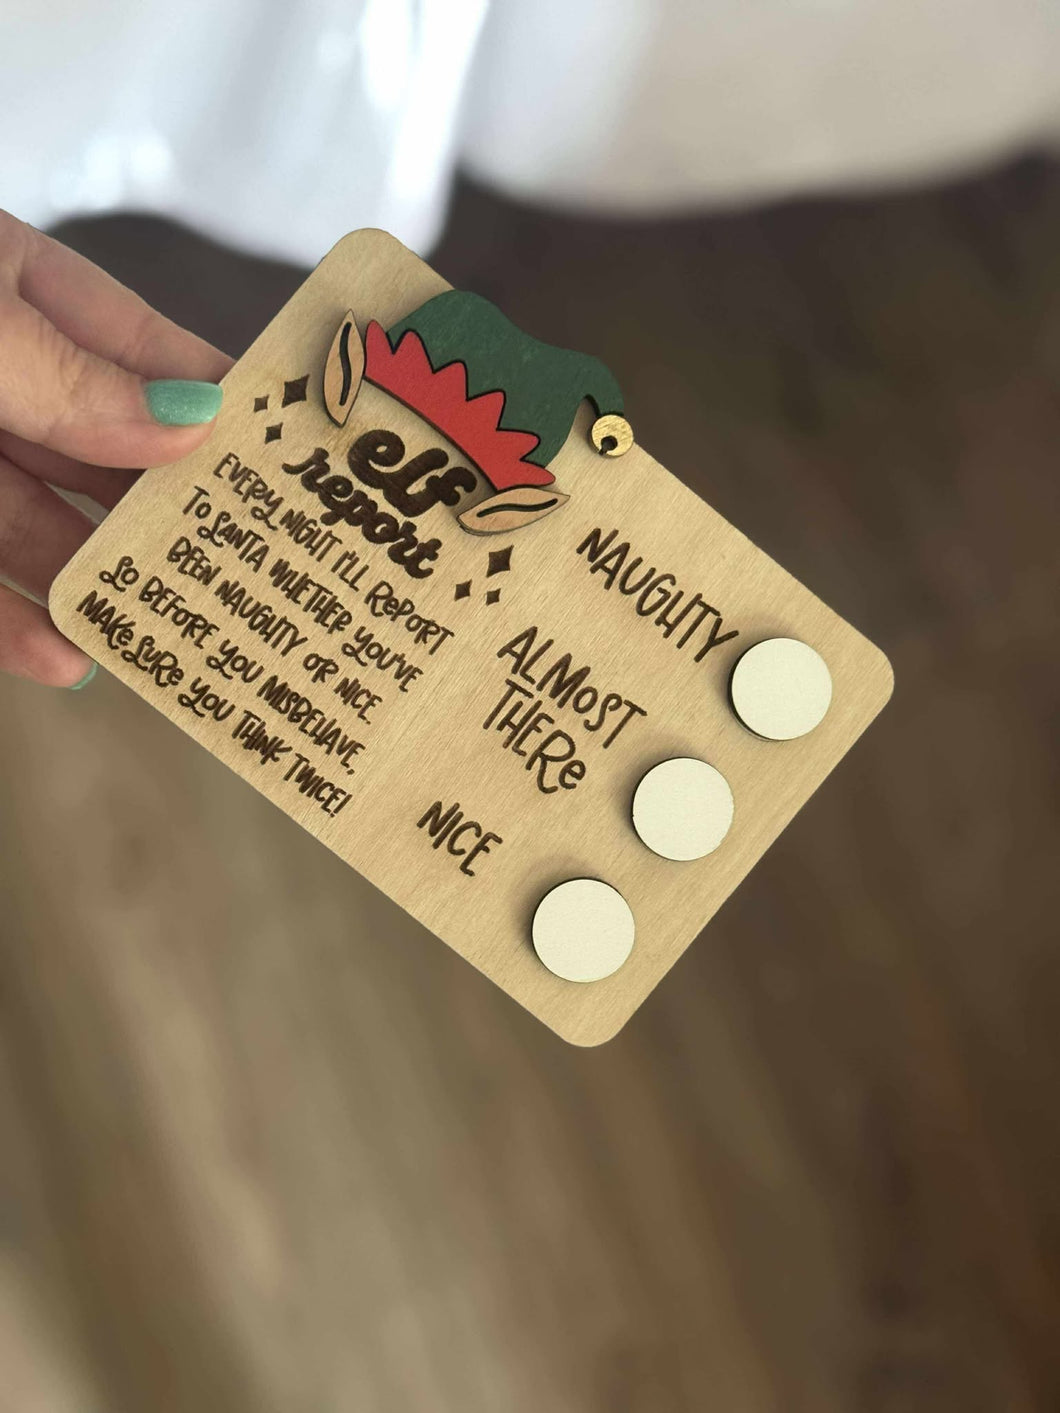 elf
report
EVERY NIGHT I'LL REPORT
TO SANTA WHETHER YOU'VE
BEEN NAUGHTY OR NICE.
SO BEFORE YOU MISBEHAVE,
MAKE SURE YOU THINK TWICE!
NAUGHTY
ALMOST
THERE
NICE